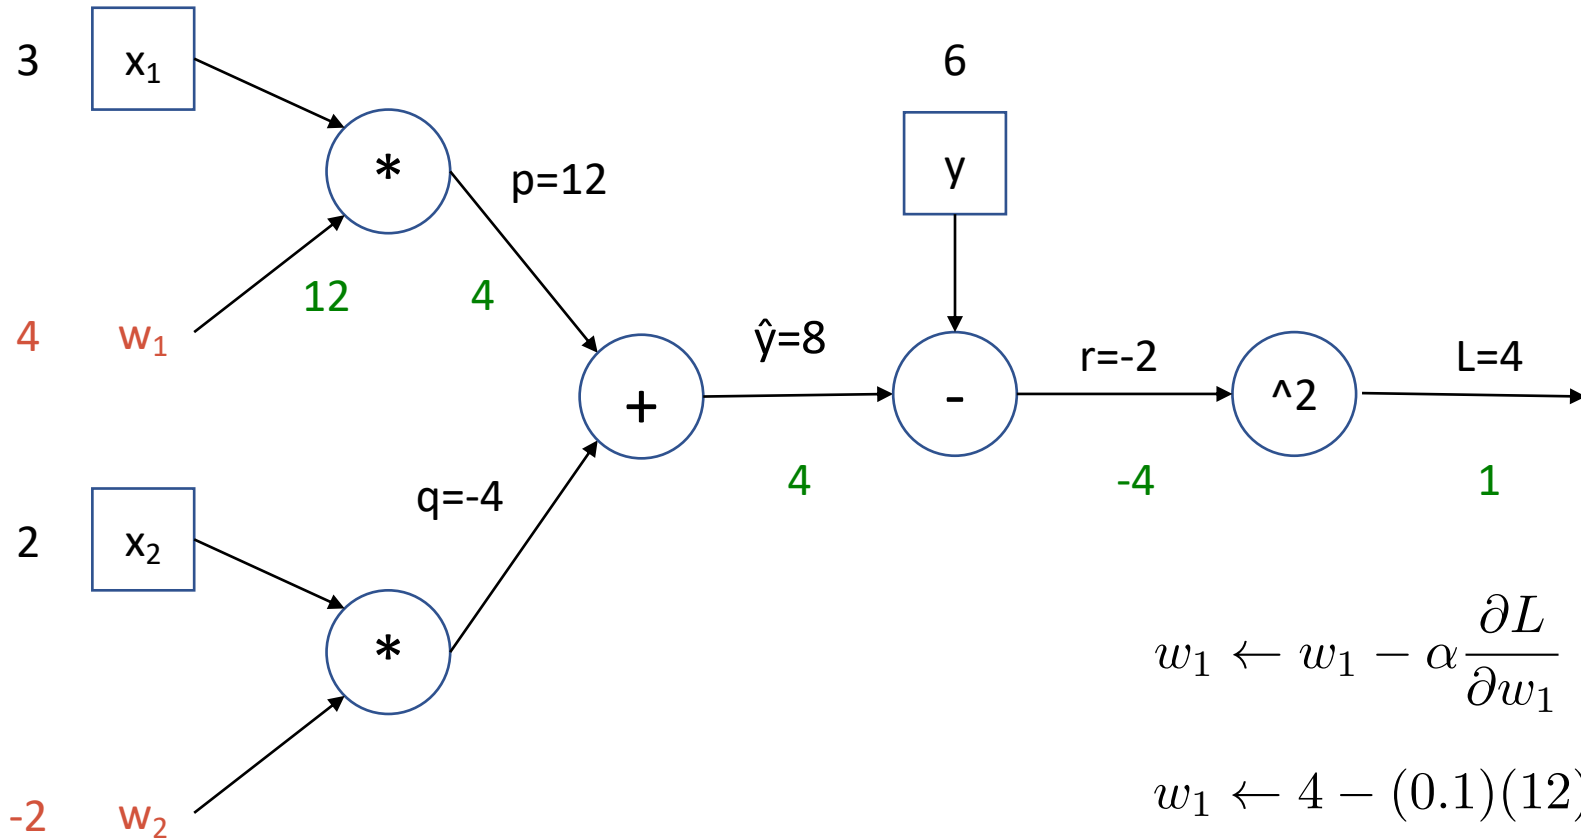 3 x₁ 6
* p=12 y
12 4
4 w₁ ŷ=8 r=-2 L=4
+ - ^2
q=-4 4 -4 1
2 x₂
*
w₁ ← w₁ − α ∂L/∂w₁
w₁ ← 4 − (0.1)(12)
-2 w₂